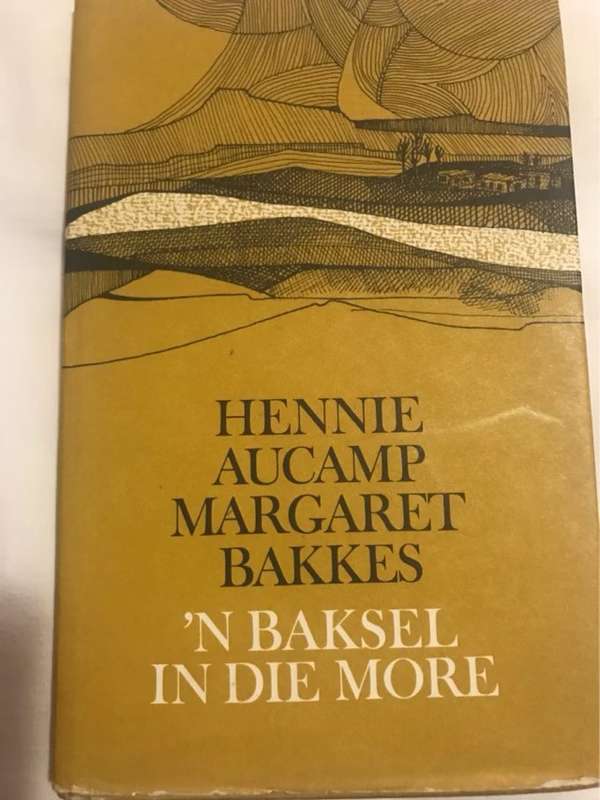 HENNIE
AUCAMP
MARGARET
BAKKES
'N BAKSEL
IN DIE MORE